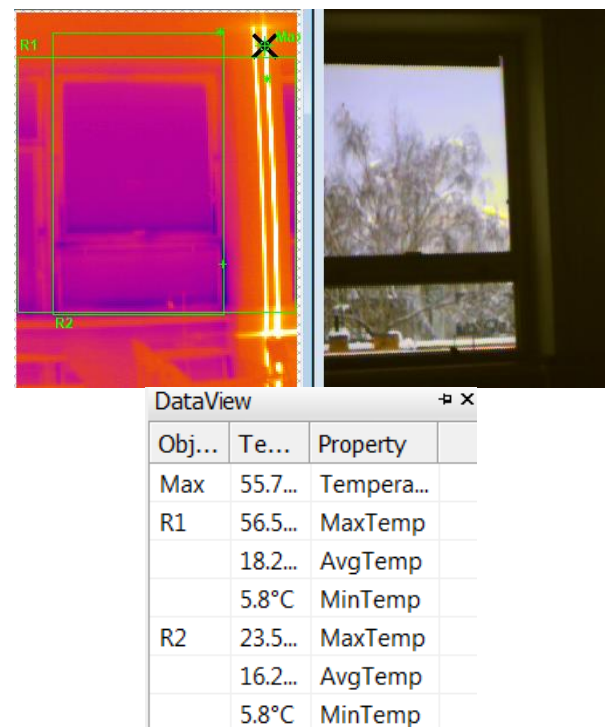 R1
Max
R2
DataView
Obj... Te... Property
Max 55.7... Tempera...
R1 56.5... MaxTemp
18.2... AvgTemp
5.8°C MinTemp
R2 23.5... MaxTemp
16.2... AvgTemp
5.8°C MinTemp